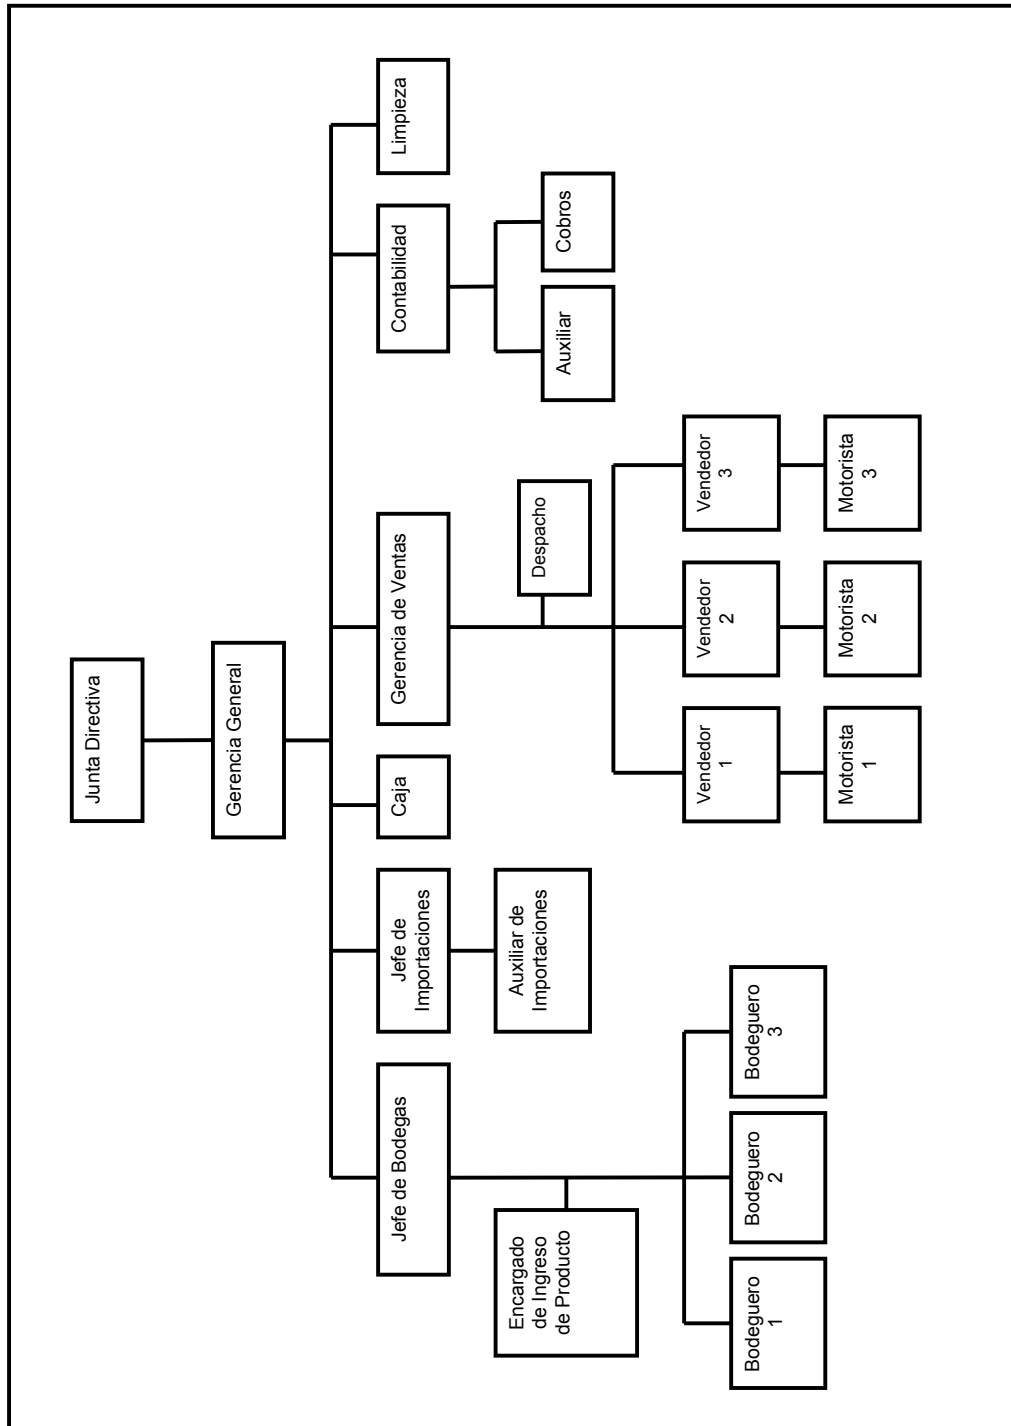 Junta Directiva
Gerencia General
Jefe de Bodegas
Jefe de
Importaciones
Caja
Gerencia de Ventas
Contabilidad
Limpieza
Encargado
de Ingreso
de Producto
Auxiliar de
Importaciones
Despacho
Auxiliar
Cobros
Bodeguero
1
Bodeguero
2
Bodeguero
3
Vendedor
1
Vendedor
2
Vendedor
3
Motorista
1
Motorista
2
Motorista
3